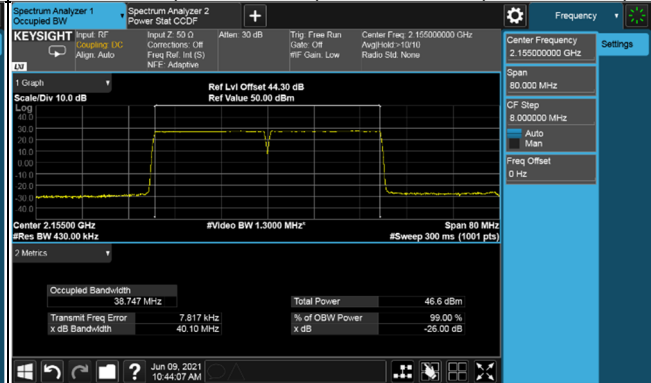 Spectrum Analyzer 1
Occupied BW
Spectrum Analyzer 2
Power Stat CCDF
Frequency
KEYSIGHT
Input: RF
Coupling: DC
Align: Auto
Input Z: 50 Ω
Corrections: Off
Freq Ref: Int (S)
NFE: Adaptive
Atten: 30 dB
Trig: Free Run
Gate: Off
#IF Gain: Low
Center Freq: 2.155000000 GHz
Avg|Hold:>10/10
Radio Std: None
LXI
Center Frequency
2.155000000 GHz
Settings
Span
80.000 MHz
CF Step
8.000000 MHz
Auto
Man
Freq Offset
0 Hz
1 Graph
Scale/Div 10.0 dB
Ref Lvl Offset 44.30 dB
Ref Value 50.00 dBm
Log
40.0
30.0
20.0
10.0
0.00
-10.0
-20.0
-30.0
-40.0
Center 2.15500 GHz
#Res BW 430.00 kHz
#Video BW 1.3000 MHz*
Span 80 MHz
#Sweep 300 ms (1001 pts)
2 Metrics
Occupied Bandwidth
38.747 MHz
Total Power 46.6 dBm
Transmit Freq Error 7.817 kHz
% of OBW Power 99.00 %
x dB Bandwidth 40.10 MHz
x dB -26.00 dB
?
Jun 09, 2021
10:44:07 AM